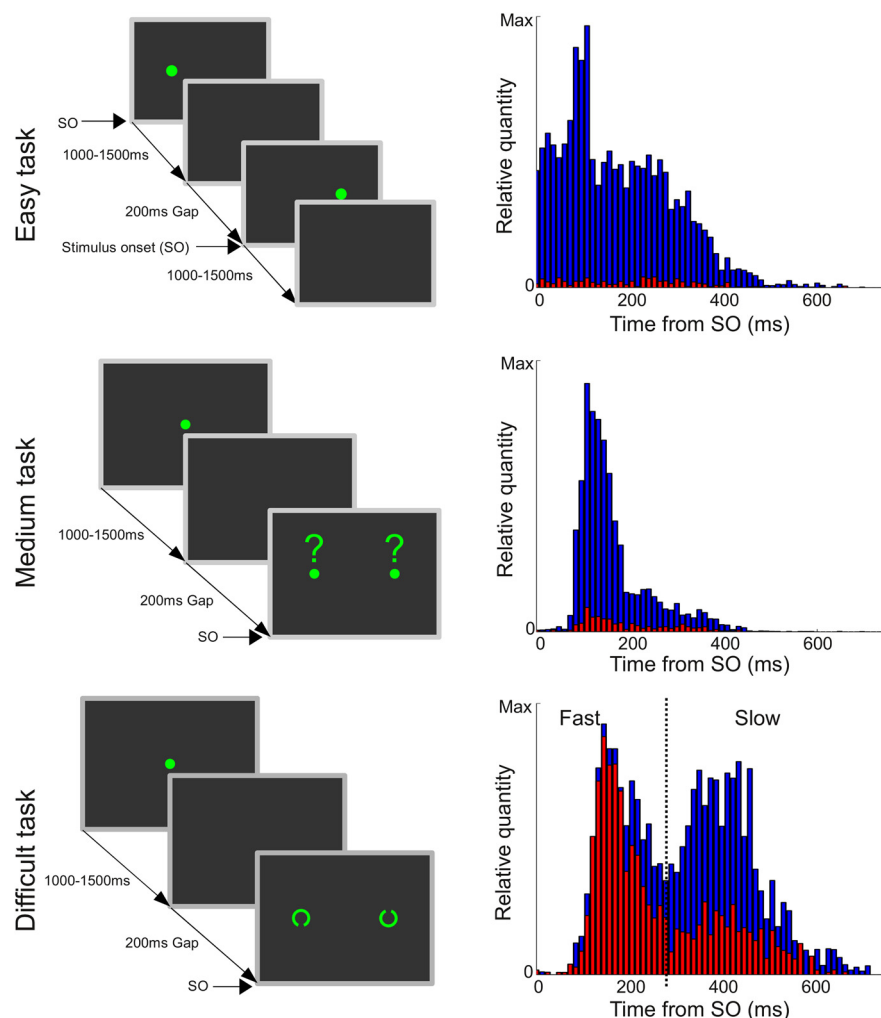 Easy task
SO
1000-1500ms
200ms Gap
Stimulus onset (SO)
1000-1500ms
Max
Relative quantity
0
0 200 400 600
Time from SO (ms)
Medium task
? ?
1000-1500ms
200ms Gap
SO
Max
Relative quantity
0
0 200 400 600
Time from SO (ms)
Difficult task
1000-1500ms
200ms Gap
SO
Max
Fast Slow
Relative quantity
0
0 200 400 600
Time from SO (ms)